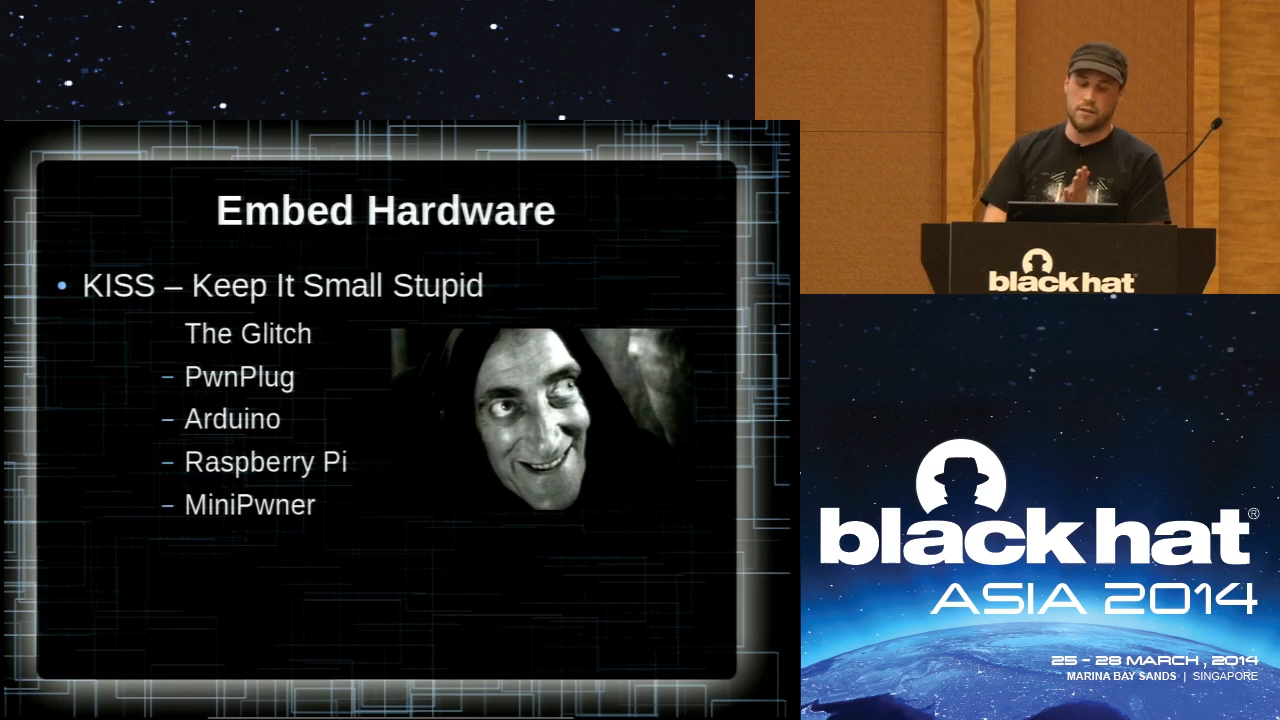 Embed Hardware
• KISS – Keep It Small Stupid
The Glitch
– PwnPlug
– Arduino
– Raspberry Pi
– MiniPwner
black hat
black hat®
ASIA 2014
25 - 28 MARCH, 2014
MARINA BAY SANDS | SINGAPORE